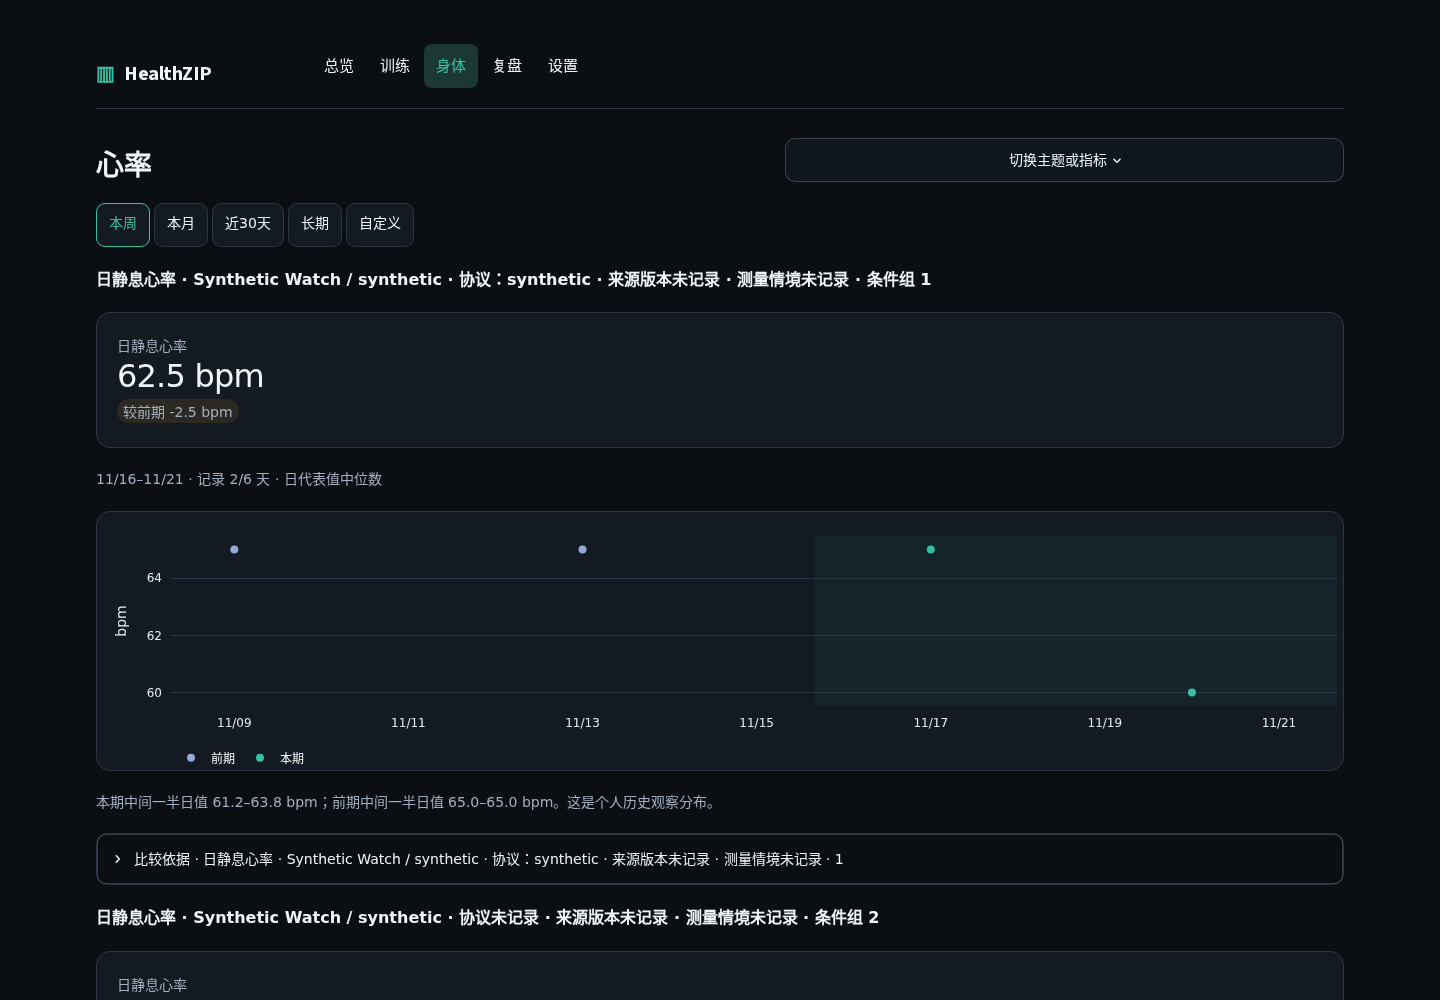 HealthZIP
总览 训练 身体 复盘 设置
心率
切换主题或指标
本周 本月 近30天 长期 自定义
日静息心率 · Synthetic Watch / synthetic · 协议：synthetic · 来源版本未记录 · 测量情境未记录 · 条件组 1
日静息心率
62.5 bpm
较前期 -2.5 bpm
11/16–11/21 · 记录 2/6 天 · 日代表值中位数
64
62
60
bpm
11/09 11/11 11/13 11/15 11/17 11/19 11/21
前期 本期
本期中间一半日值 61.2–63.8 bpm；前期中间一半日值 65.0–65.0 bpm。这是个人历史观察分布。
比较依据 · 日静息心率 · Synthetic Watch / synthetic · 协议：synthetic · 来源版本未记录 · 测量情境未记录 · 1
日静息心率 · Synthetic Watch / synthetic · 协议未记录 · 来源版本未记录 · 测量情境未记录 · 条件组 2
日静息心率